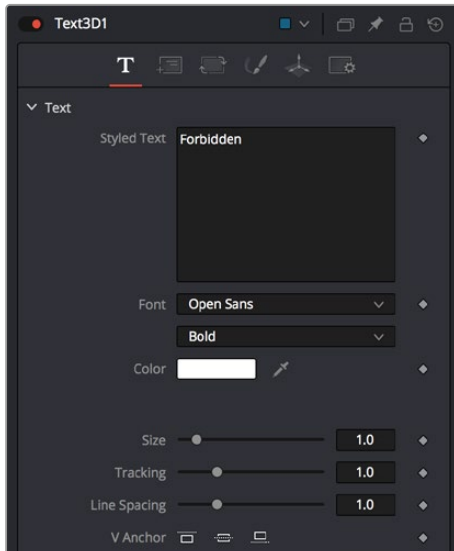 Text3D1
T
Text
Styled Text Forbidden
Font Open Sans
Bold
Color
Size 1.0
Tracking 1.0
Line Spacing 1.0
V Anchor